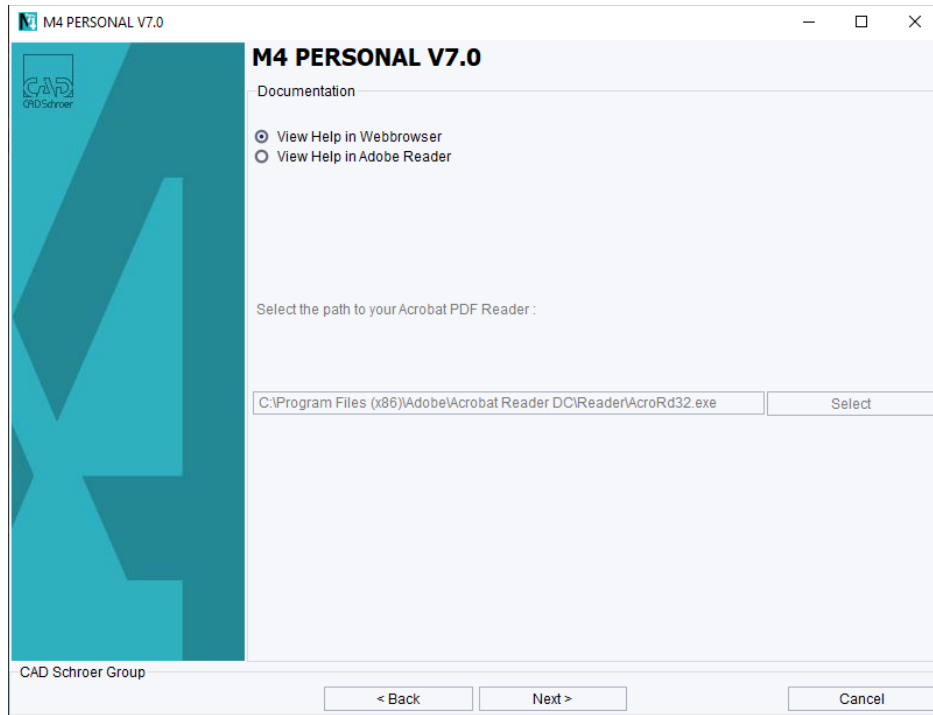 M4 PERSONAL V7.0
CAD
CADSchroer
M4 PERSONAL V7.0
Documentation
View Help in Webbrowser
View Help in Adobe Reader
Select the path to your Acrobat PDF Reader :
C:\Program Files (x86)\Adobe\Acrobat Reader DC\Reader\AcroRd32.exe
Select
CAD Schroer Group
< Back
Next >
Cancel